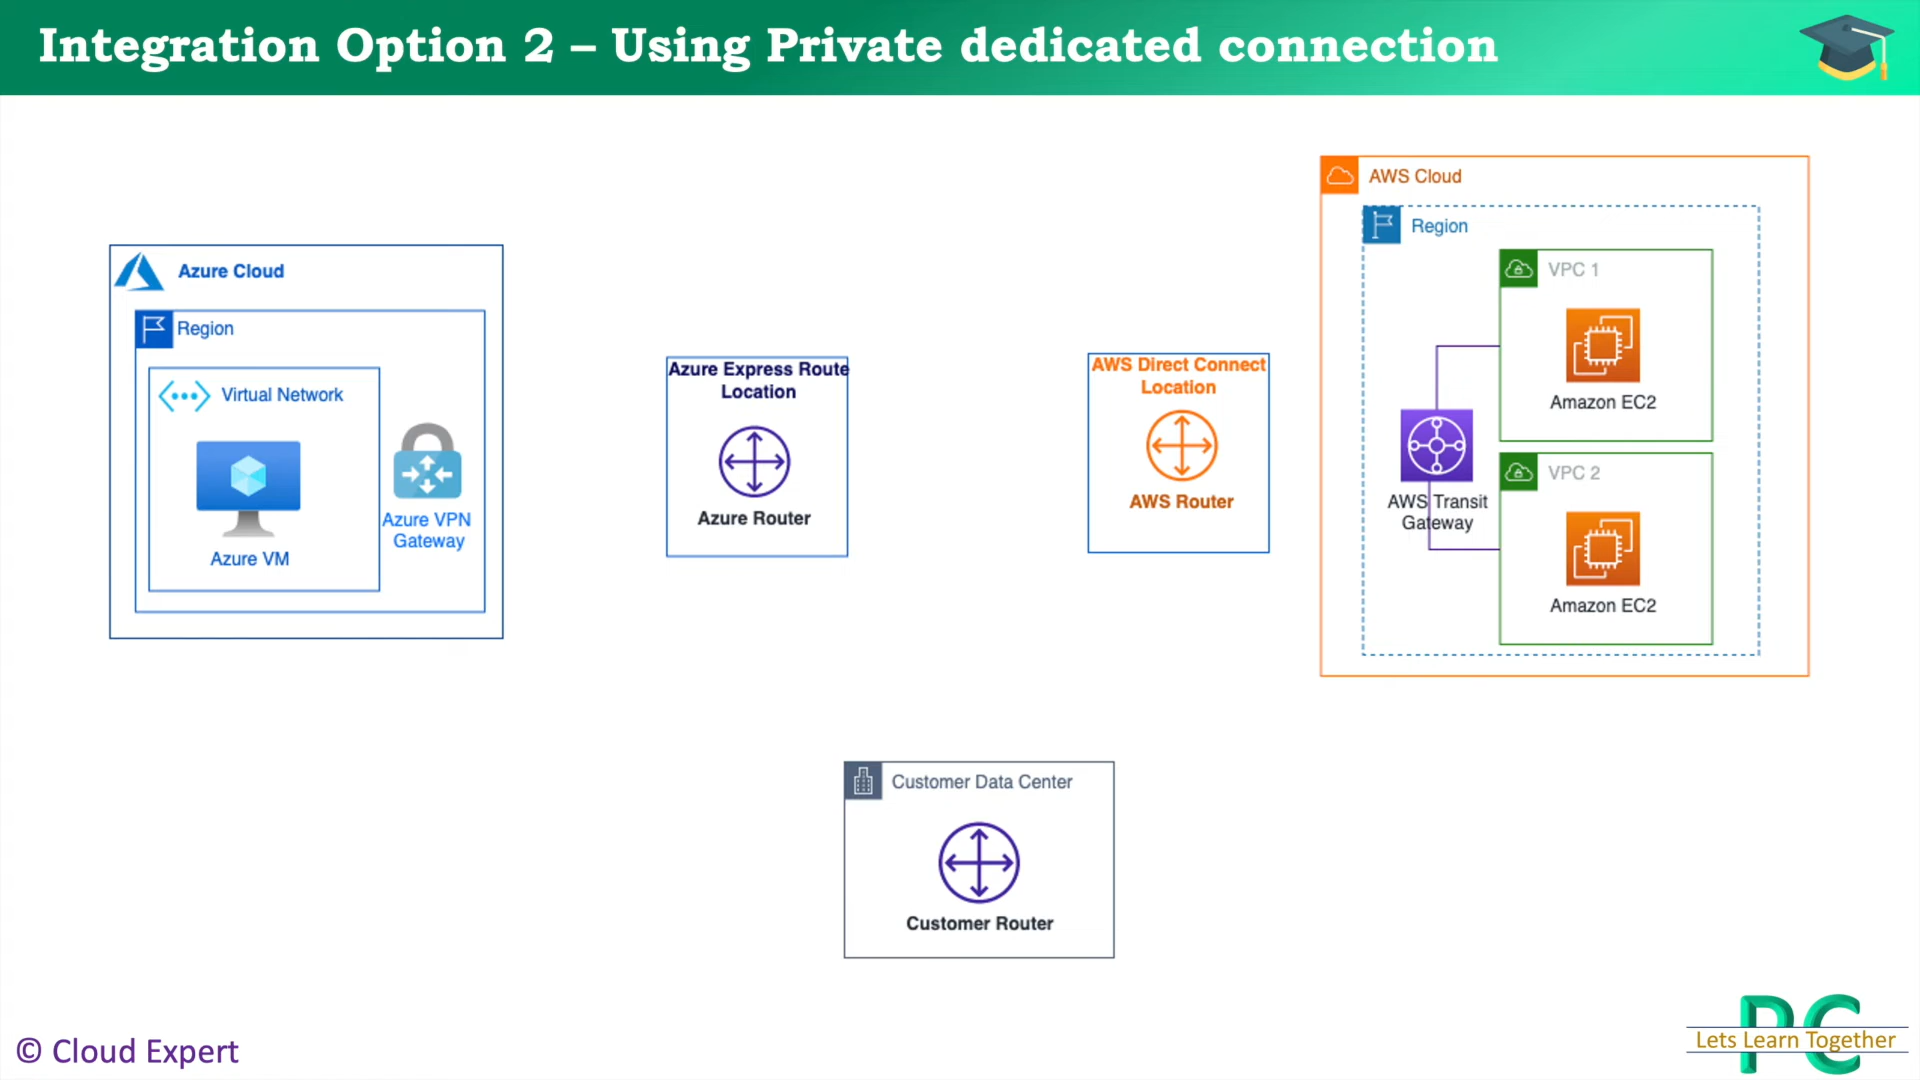 Integration Option 2 – Using Private dedicated connection
Azure Cloud
Region
Virtual Network
Azure VM
Azure VPN
Gateway
Azure Express Route
Location
Azure Router
AWS Direct Connect
Location
AWS Router
AWS Cloud
Region
VPC 1
Amazon EC2
AWS Transit
Gateway
VPC 2
Amazon EC2
Customer Data Center
Customer Router
© Cloud Expert
PC
Lets Learn Together